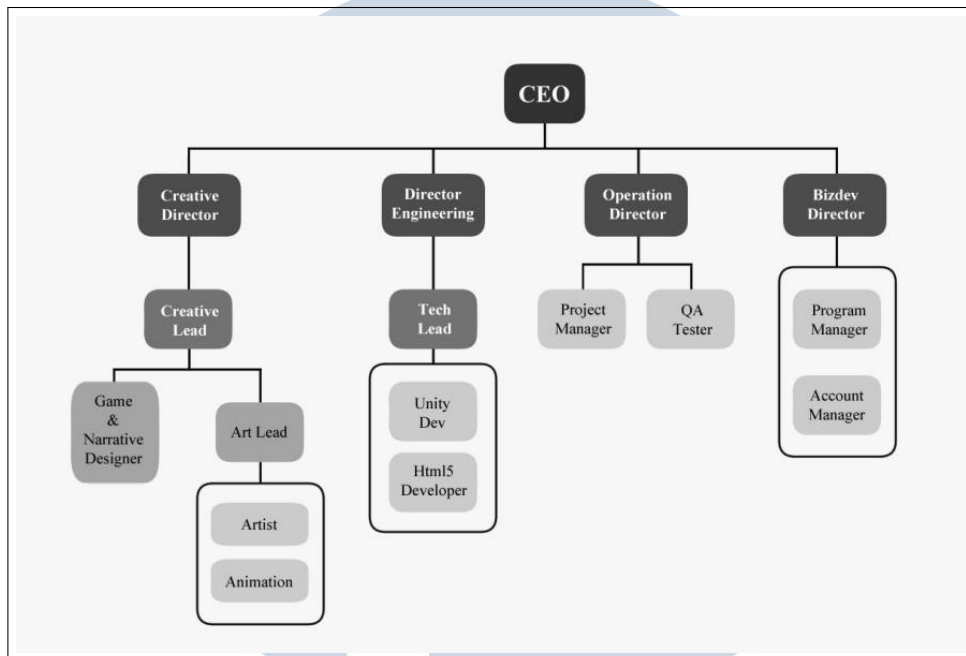 CEO
Creative
Director
Director
Engineering
Operation
Director
Bizdev
Director
Creative
Lead
Tech
Lead
Project
Manager
QA
Tester
Program
Manager
Game
&
Narrative
Designer
Art Lead
Unity
Dev
Account
Manager
Html5
Developer
Artist
Animation